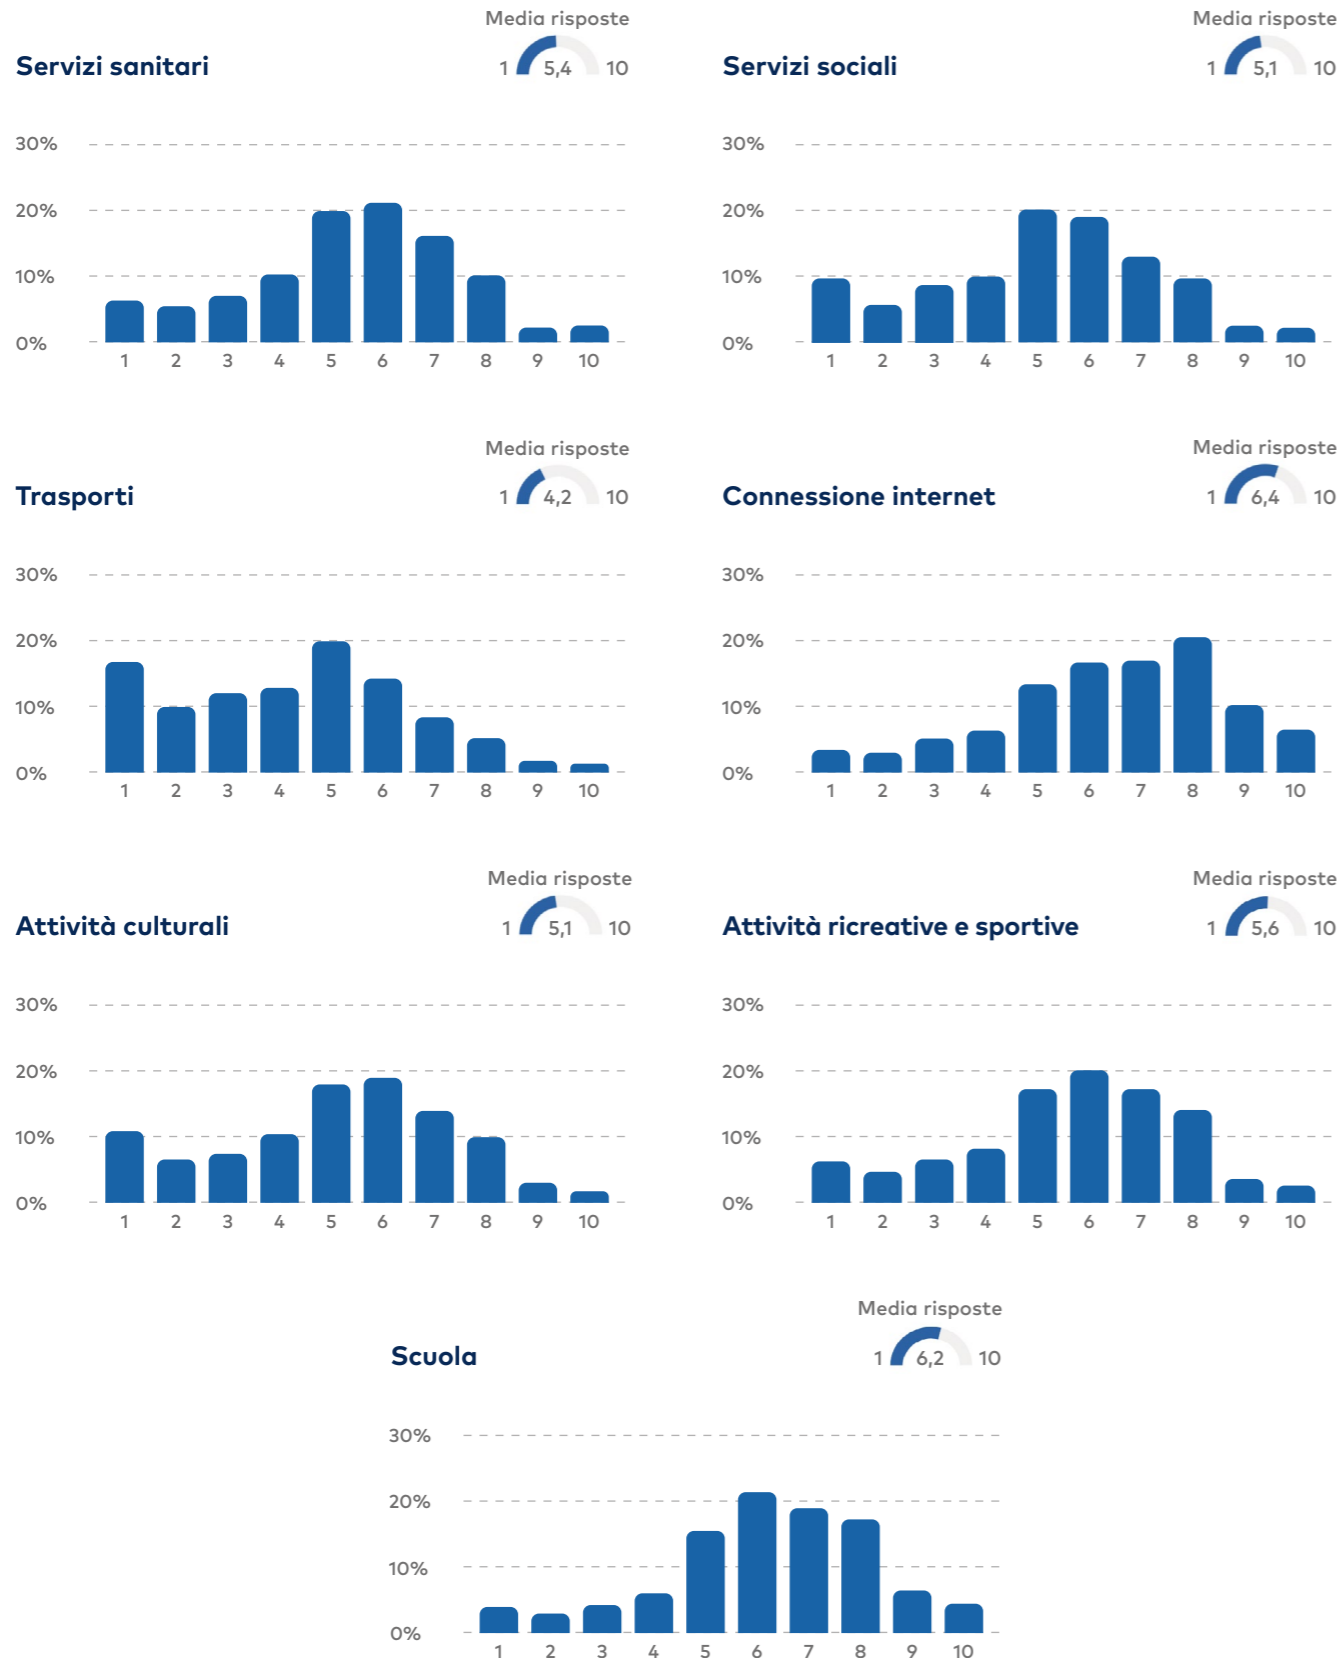 Media risposte
Servizi sanitari
1 5,4 10
30%
20%
10%
0%
1 2 3 4 5 6 7 8 9 10
Media risposte
Servizi sociali
1 5,1 10
30%
20%
10%
0%
1 2 3 4 5 6 7 8 9 10
Media risposte
Trasporti
1 4,2 10
30%
20%
10%
0%
1 2 3 4 5 6 7 8 9 10
Media risposte
Connessione internet
1 6,4 10
30%
20%
10%
0%
1 2 3 4 5 6 7 8 9 10
Media risposte
Attività culturali
1 5,1 10
30%
20%
10%
0%
1 2 3 4 5 6 7 8 9 10
Media risposte
Attività ricreative e sportive
1 5,6 10
30%
20%
10%
0%
1 2 3 4 5 6 7 8 9 10
Media risposte
Scuola
1 6,2 10
30%
20%
10%
0%
1 2 3 4 5 6 7 8 9 10